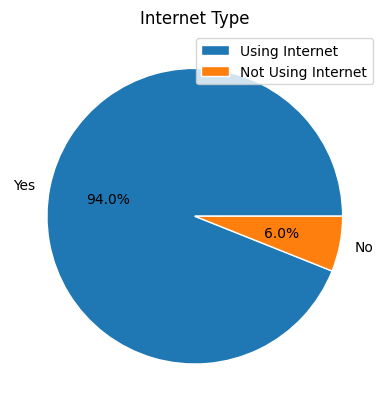 Internet Type
Using Internet
Not Using Internet
Yes
94.0%
6.0%
No